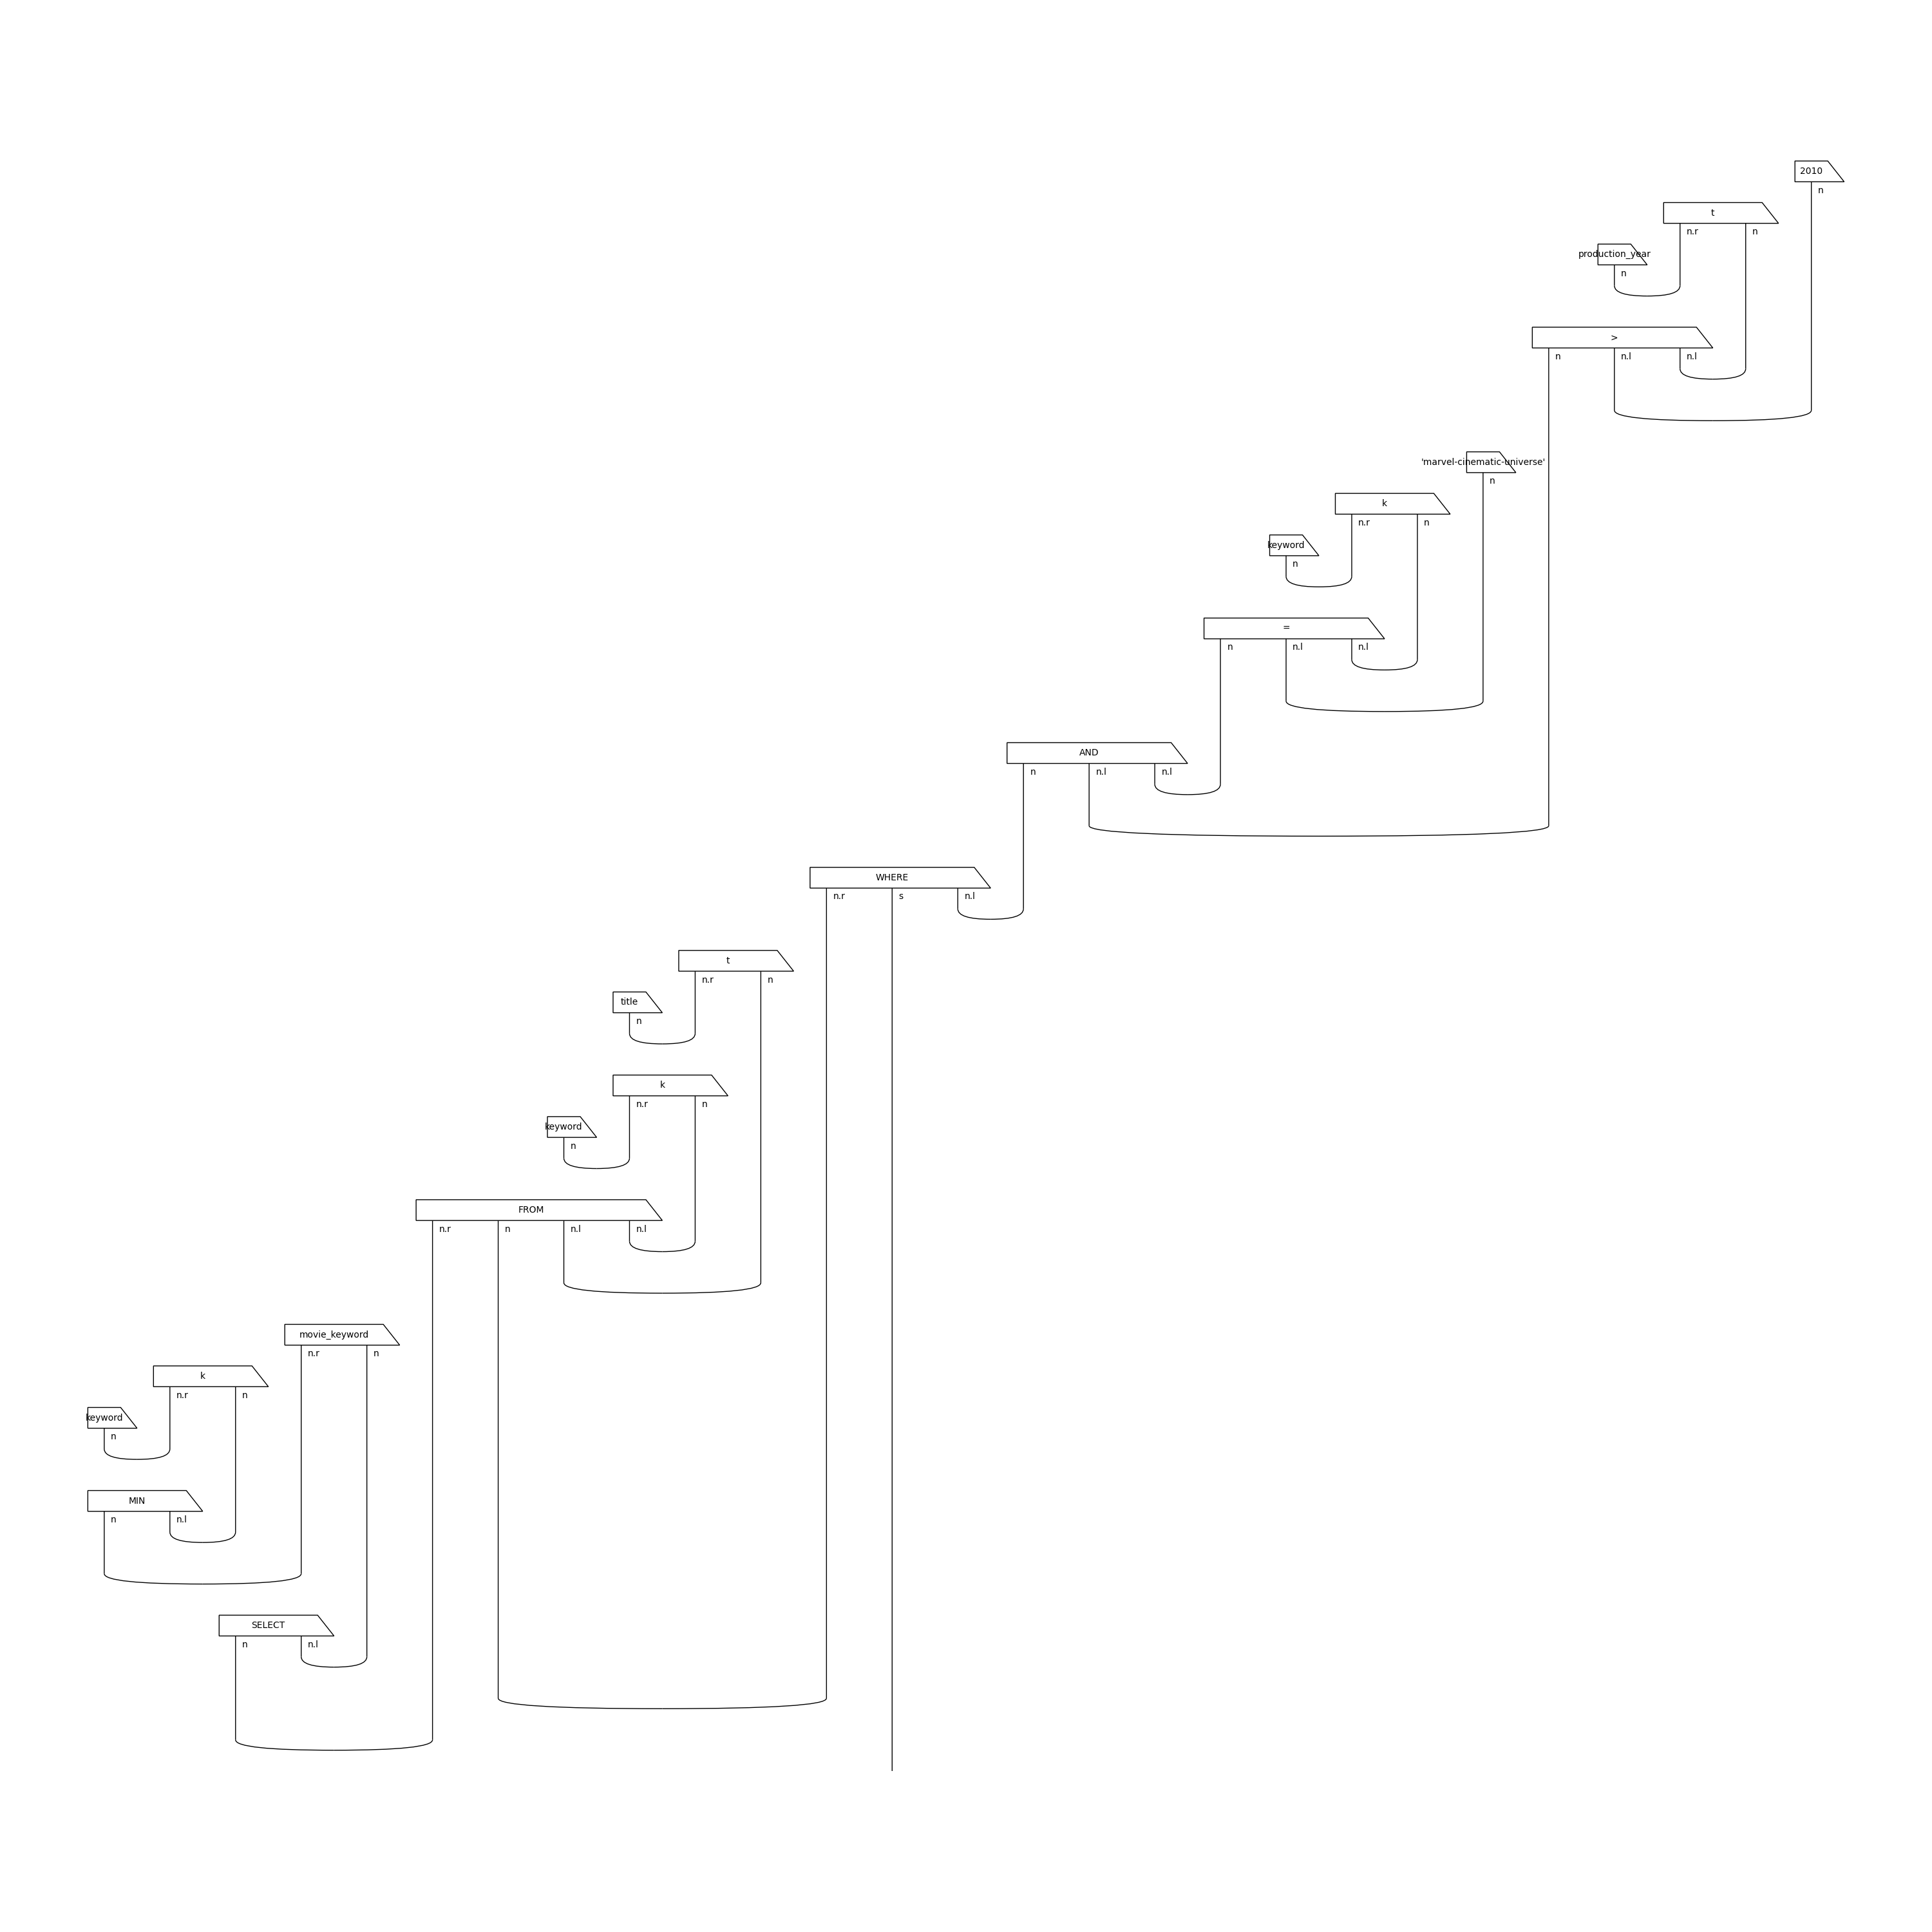 2010
n
t
n.r n
production_year
n
>
n n.l n.l
'marvel-cinematic-universe'
n
k
n.r n
keyword
n
=
n n.l n.l
AND
n n.l n.l
WHERE
n.r s n.l
t
n.r n
title
n
k
n.r n
keyword
n
FROM
n.r n n.l n.l
movie_keyword
n.r n
k
n.r n
keyword
n
MIN
n n.l
SELECT
n n.l